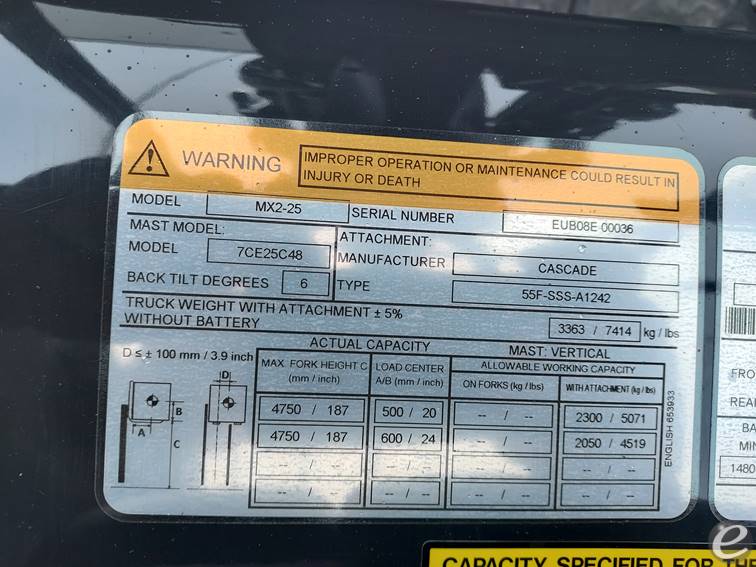 WARNING
IMPROPER OPERATION OR MAINTENANCE COULD RESULT IN
INJURY OR DEATH
MODEL MX2-25 SERIAL NUMBER EUB08E 00036
MAST MODEL: ATTACHMENT:
MODEL 7CE25C48 MANUFACTURER CASCADE
BACK TILT DEGREES 6 TYPE 55F-SSS-A1242
TRUCK WEIGHT WITH ATTACHMENT ± 5%
WITHOUT BATTERY 3363 / 7414 kg / lbs
ACTUAL CAPACITY MAST: VERTICAL
D ≤ ± 100 mm / 3.9 inch
MAX FORK HEIGHT C
(mm / inch)
LOAD CENTER
A/B (mm / inch)
ALLOWABLE WORKING CAPACITY
ON FORKS (kg / lbs) WITH ATTACHMENT (kg / lbs)
D
B
A
C
4750 / 187 500 / 20 -- / -- 2300 / 5071
4750 / 187 600 / 24 -- / -- 2050 / 4519
-- / -- -- / -- -- / -- -- / --
-- / -- -- / -- -- / -- -- / --
ENGLISH 653933
FRO
REA
BA
MIN
1480
CAPACITY SPECIFIED FOR THE
e